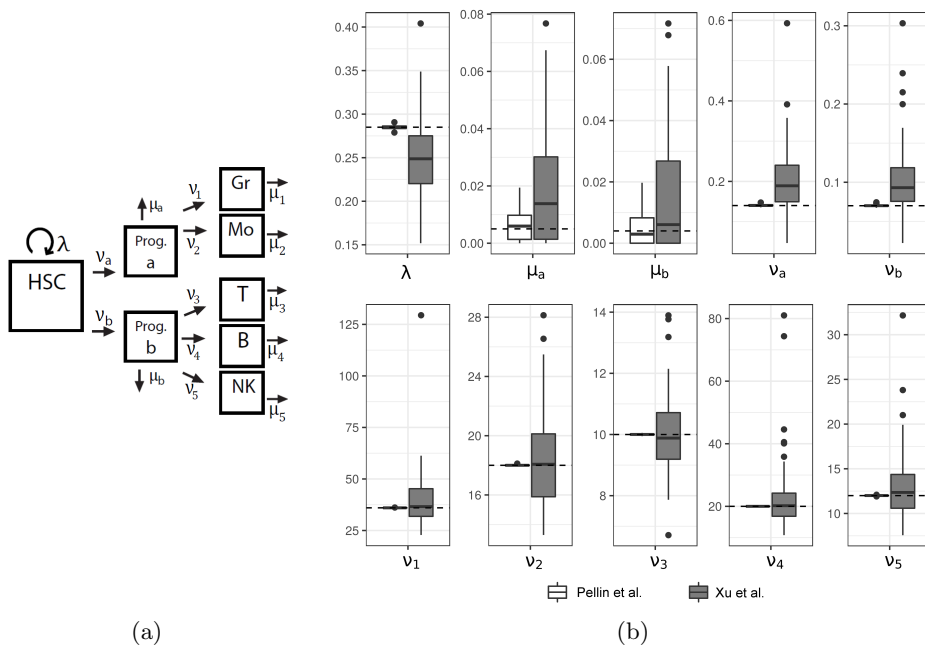 HSC
λ
ν_a
ν_b
Prog.
a
μ_a
Prog.
b
μ_b
ν_1
ν_2
ν_3
ν_4
ν_5
Gr
μ_1
Mo
μ_2
T
μ_3
B
μ_4
NK
μ_5
(a)
0.40
0.35
0.30
0.25
0.20
0.15
λ
0.08
0.04
0.02
0.00
μ_a
0.06
0.04
0.02
0.00
μ_b
0.6
0.4
0.2
ν_a
0.3
0.2
0.1
ν_b
125
100
75
50
25
ν_1
28
24
20
16
ν_2
14
12
10
8
ν_3
80
60
40
20
ν_4
30
25
20
15
10
ν_5
Pellin et al.
Xu et al.
(b)